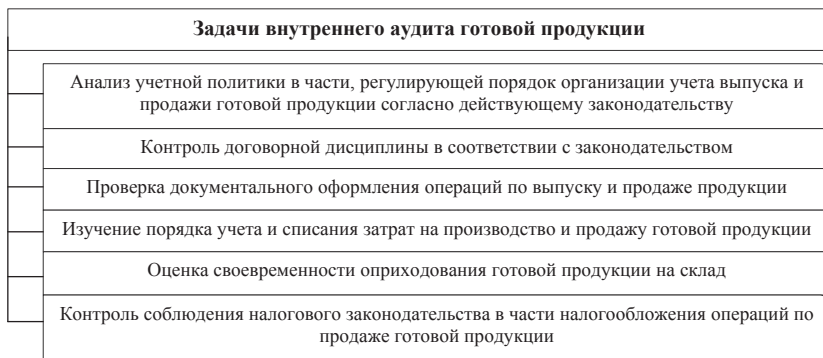 Задачи внутреннего аудита готовой продукции
Анализ учетной политики в части, регулирующей порядок организации учета выпуска и
продажи готовой продукции согласно действующему законодательству
Контроль договорной дисциплины в соответствии с законодательством
Проверка документального оформления операций по выпуску и продаже продукции
Изучение порядка учета и списания затрат на производство и продажу готовой продукции
Оценка своевременности оприходования готовой продукции на склад
Контроль соблюдения налогового законодательства в части налогообложения операций по
продаже готовой продукции